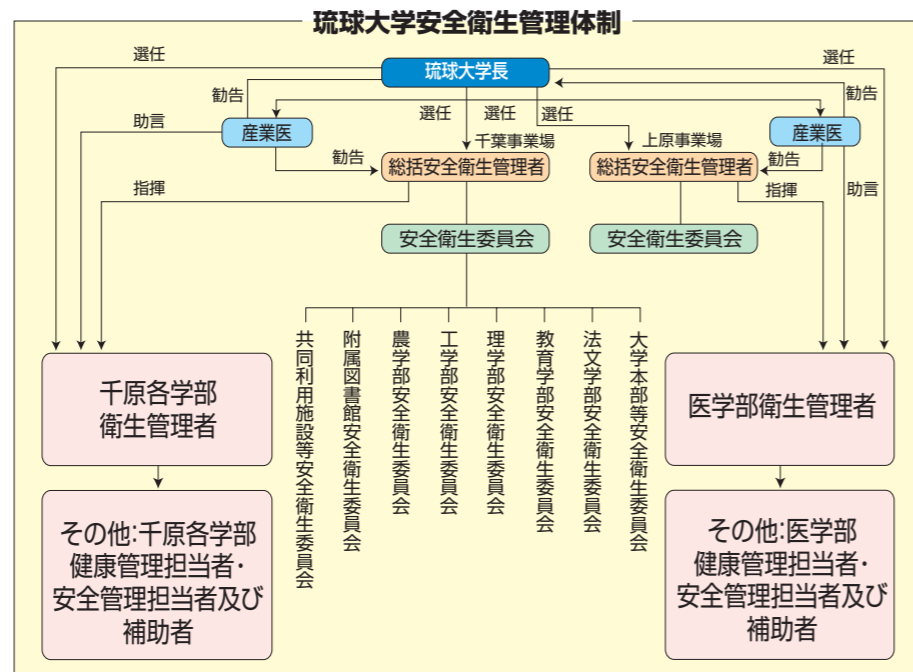 琉球大学安全衛生管理体制
選任
琉球大学長
選任
勧告
選任
選任
選任
勧告
助言
産業医
産業医
千葉事業場
上原事業場
勧告
総括安全衛生管理者
総括安全衛生管理者
勧告
指揮
指揮
助言
安全衛生委員会
安全衛生委員会
共同利用施設等安全衛生委員会
附属図書館安全衛生委員会
農学部安全衛生委員会
工学部安全衛生委員会
理学部安全衛生委員会
教育学部安全衛生委員会
法文学部安全衛生委員会
大学本部等安全衛生委員会
千原各学部
衛生管理者
医学部衛生管理者
その他:千原各学部
健康管理担当者・
安全管理担当者及び
補助者
その他:医学部
健康管理担当者・
安全管理担当者及び
補助者